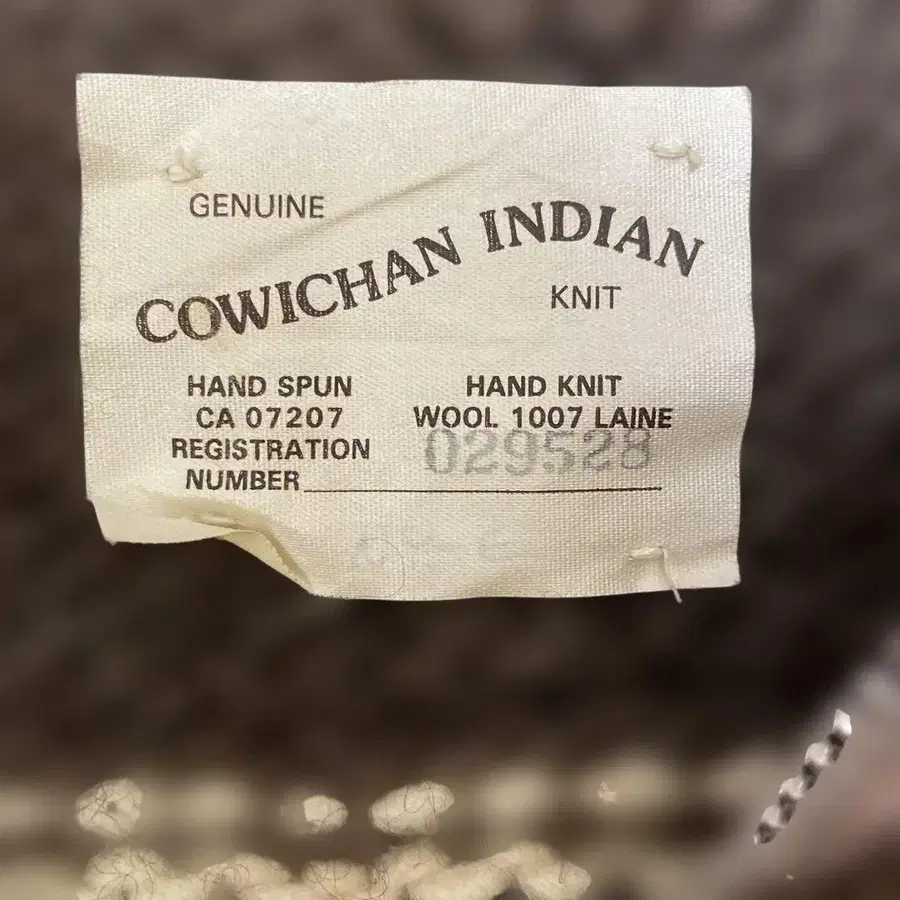 GENUINE
COWICHAN INDIAN
KNIT
HAND SPUN
CA 07207
REGISTRATION
NUMBER
HAND KNIT
WOOL 1007 LAINE
029528